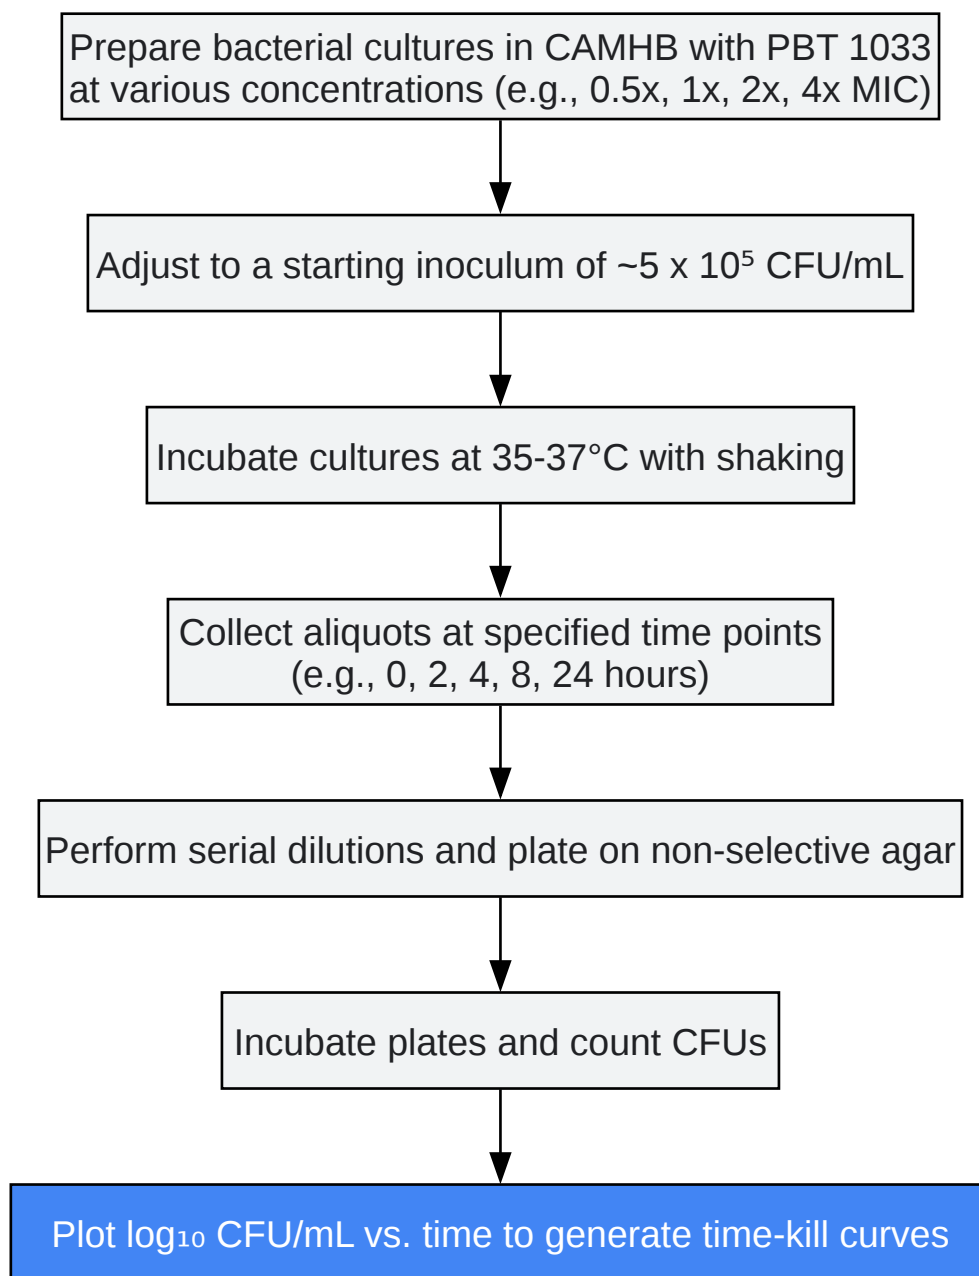 Prepare bacterial cultures in CAMHB with PBT 1033
at various concentrations (e.g., 0.5x, 1x, 2x, 4x MIC)
Adjust to a starting inoculum of ~5 x 10⁵ CFU/mL
Incubate cultures at 35-37°C with shaking
Collect aliquots at specified time points
(e.g., 0, 2, 4, 8, 24 hours)
Perform serial dilutions and plate on non-selective agar
Incubate plates and count CFUs
Plot log₁₀ CFU/mL vs. time to generate time-kill curves